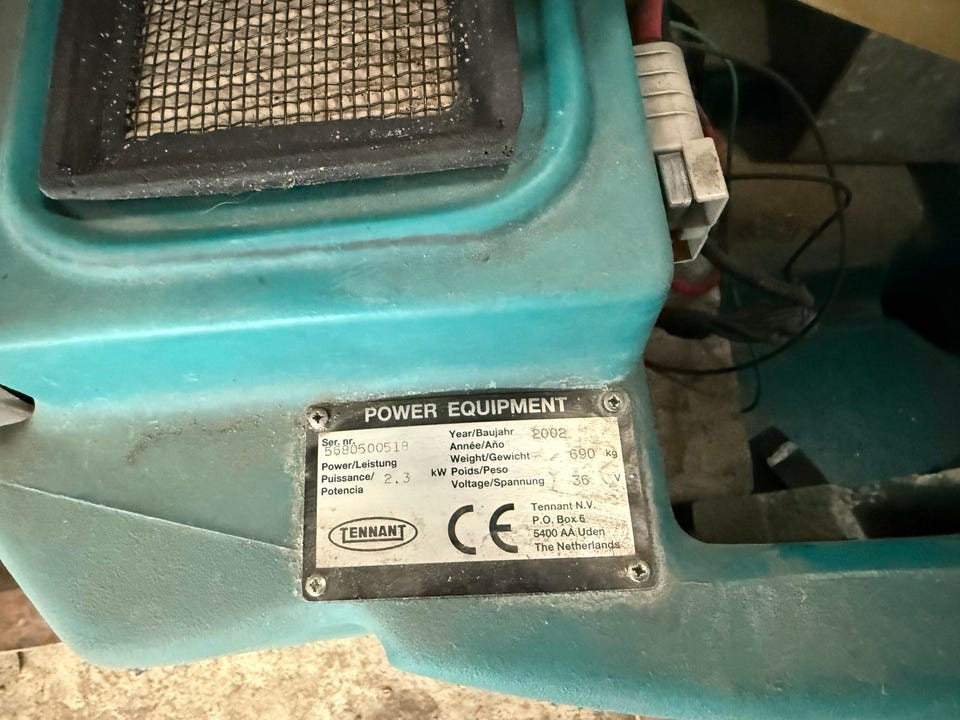 POWER EQUIPMENT
Ser. nr.
5680500518
Power/Leistung
Puissance/ 2.3 kW
Potencia
Year/Baujahr 2002
Année/Año
Weight/Gewicht 690 kg
Poids/Peso
Voltage/Spannung 36 V
TENNANT
CE
Tennant N.V.
P.O. Box 6
5400 AA Uden
The Netherlands